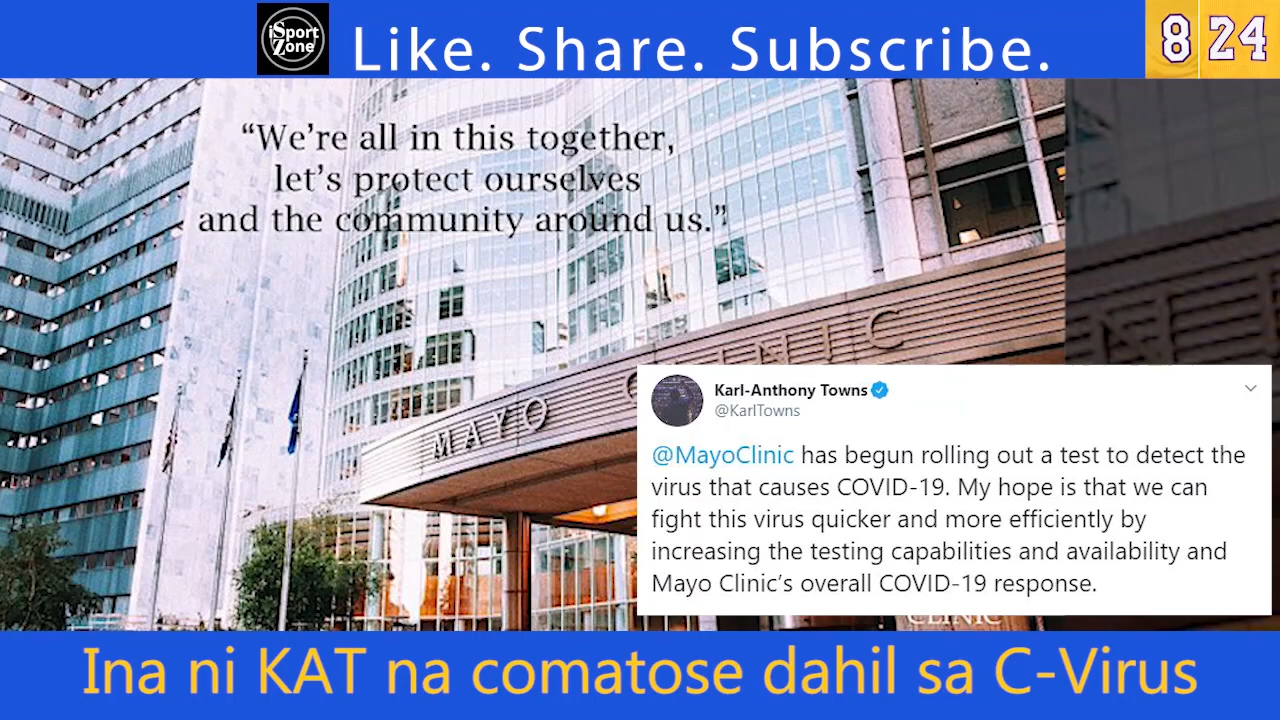 iSport
Zone
Like. Share. Subscribe.
8 24
“We’re all in this together,
let’s protect ourselves
and the community around us.”
MAYO CLINIC
Karl-Anthony Towns
@KarlTowns
@MayoClinic has begun rolling out a test to detect the
virus that causes COVID-19. My hope is that we can
fight this virus quicker and more efficiently by
increasing the testing capabilities and availability and
Mayo Clinic’s overall COVID-19 response.
CLINIC
Ina ni KAT na comatose dahil sa C-Virus